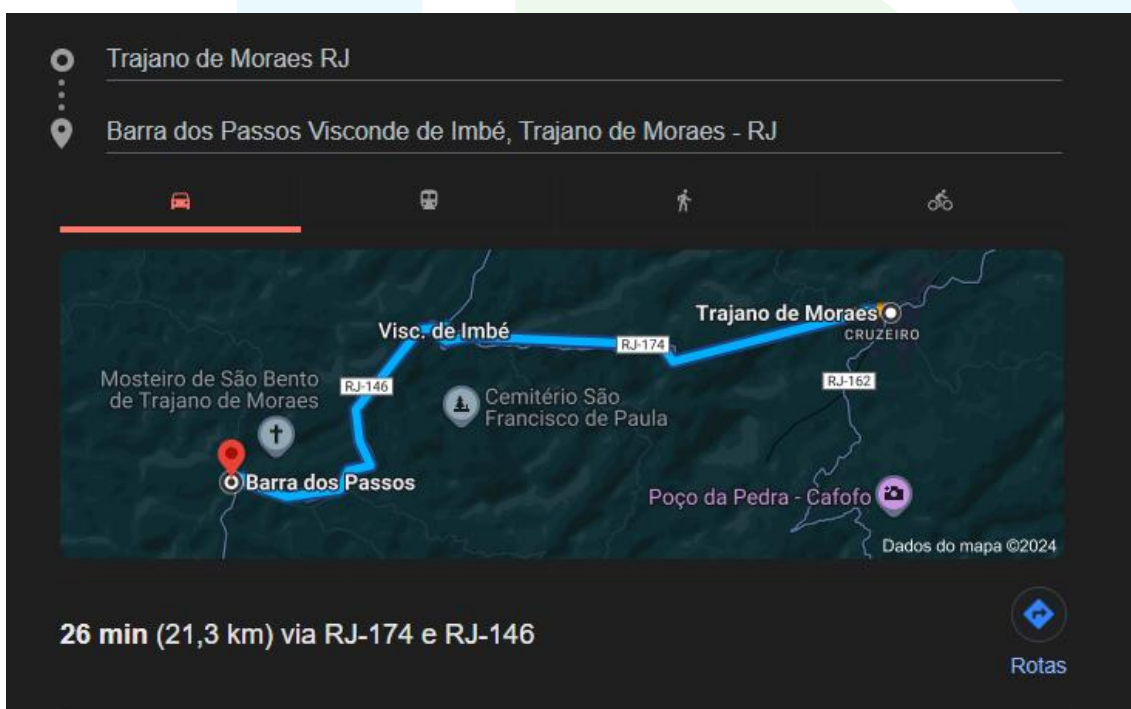 Trajano de Moraes RJ
Barra dos Passos Visconde de Imbé, Trajano de Moraes - RJ
Trajano de Moraes
CRUZEIRO
Visc. de Imbé
RJ-174
Mosteiro de São Bento
de Trajano de Moraes
RJ-146
RJ-162
Cemitério São
Francisco de Paula
Barra dos Passos
Poço da Pedra - Cafofo
Dados do mapa ©2024
26 min (21,3 km) via RJ-174 e RJ-146
Rotas